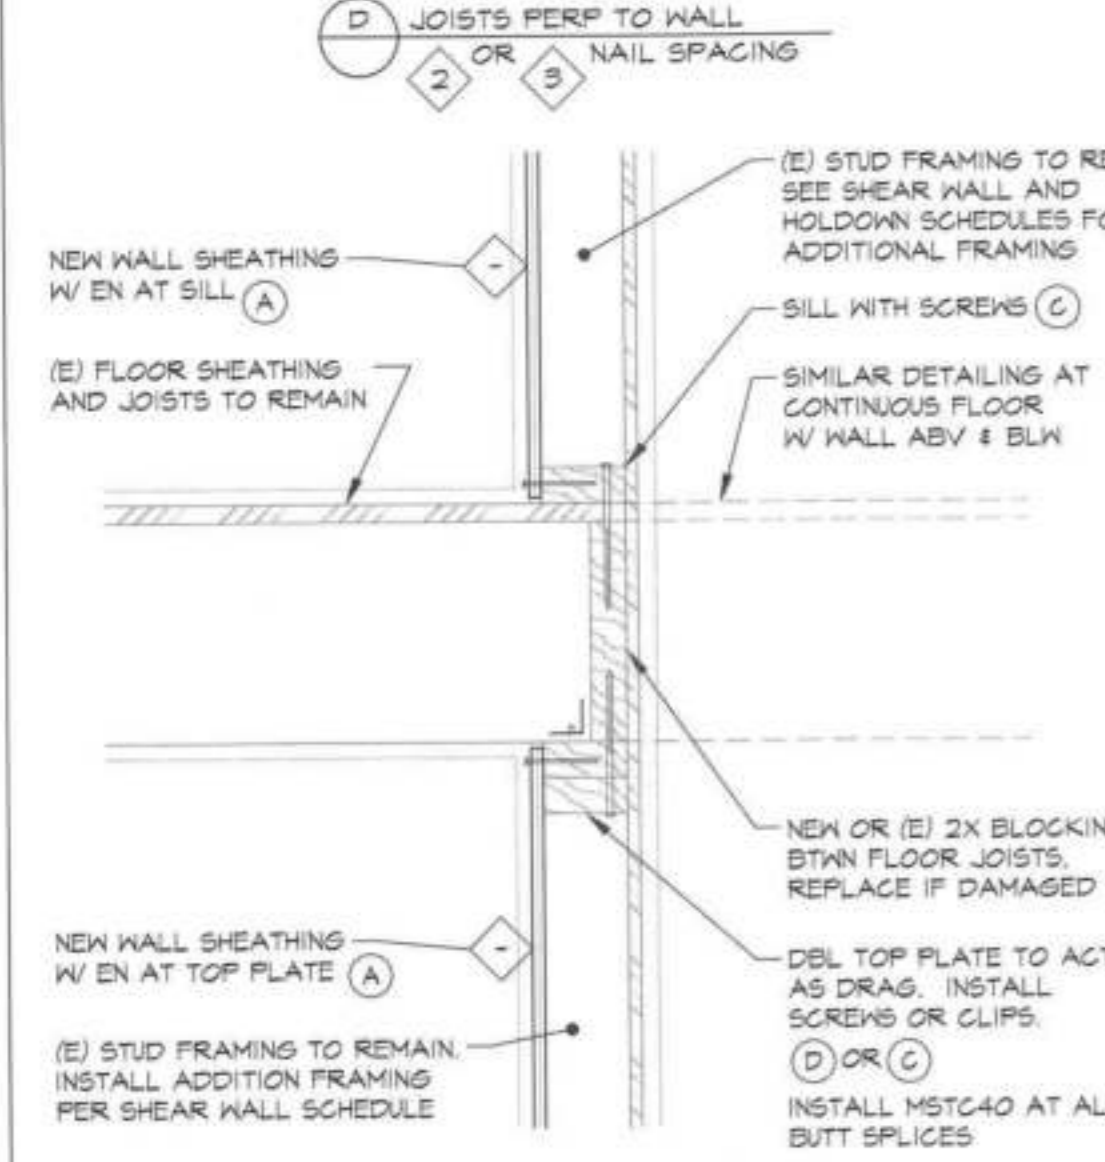 D JOISTS PERP TO WALL
2 OR 3 NAIL SPACING
(E) STUD FRAMING TO RE
SEE SHEAR WALL AND
HOLDOWN SCHEDULES FO
ADDITIONAL FRAMING
NEW WALL SHEATHING
W/ EN AT SILL A
-
SILL WITH SCREWS C
(E) FLOOR SHEATHING
AND JOISTS TO REMAIN
SIMILAR DETAILING AT
CONTINUOUS FLOOR
W/ WALL ABV & BLW
NEW OR (E) 2X BLOCKIN
BTWN FLOOR JOISTS.
REPLACE IF DAMAGED
NEW WALL SHEATHING
W/ EN AT TOP PLATE A
-
DBL TOP PLATE TO ACT
AS DRAG. INSTALL
SCREWS OR CLIPS.
D OR C
(E) STUD FRAMING TO REMAIN.
INSTALL ADDITION FRAMING
PER SHEAR WALL SCHEDULE
INSTALL MSTC40 AT AL
BUTT SPLICES